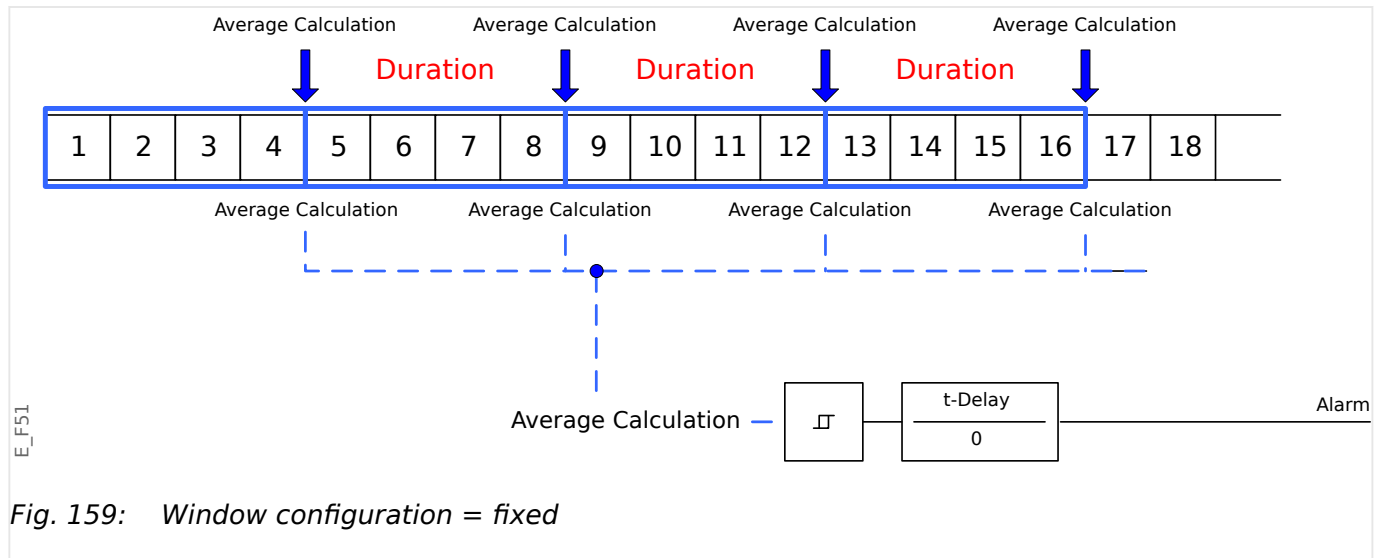 Average Calculation Average Calculation Average Calculation Average Calculation
Duration Duration Duration
1 2 3 4 5 6 7 8 9 10 11 12 13 14 15 16 17 18
Average Calculation Average Calculation Average Calculation Average Calculation
t-Delay
Alarm
Average Calculation
0
E_F51
Fig. 159: Window configuration = fixed